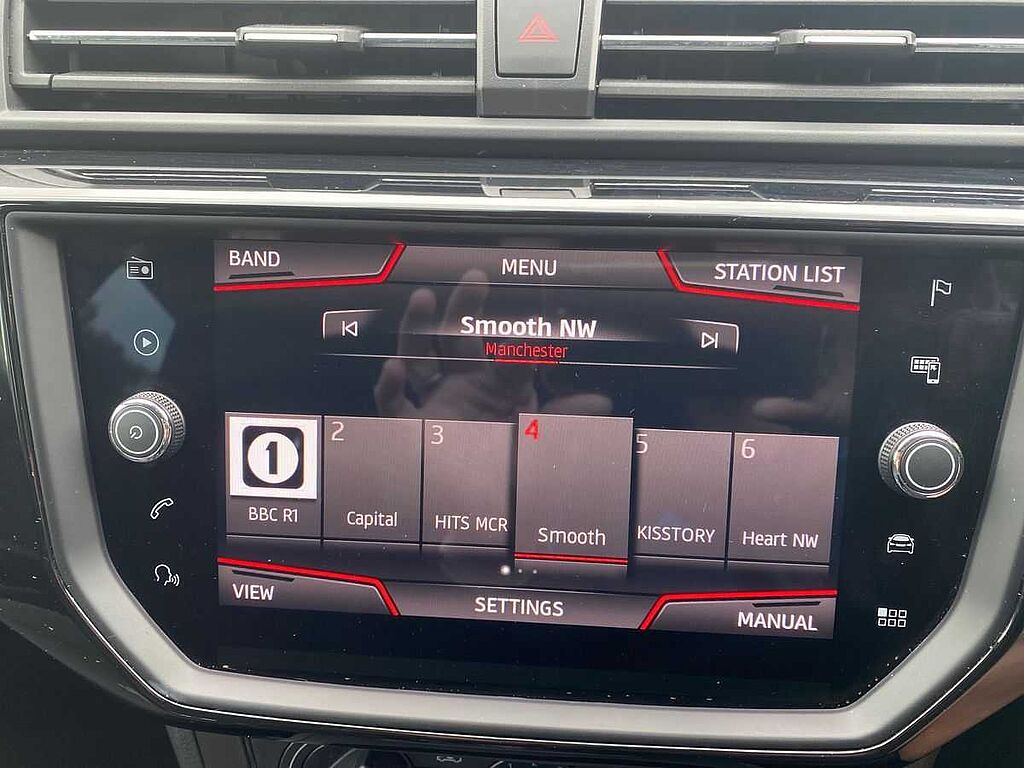 BAND
MENU
STATION LIST
Smooth NW
Manchester
1
BBC R1
2
Capital
3
HITS MCR
4
Smooth
5
KISSTORY
6
Heart NW
VIEW
SETTINGS
MANUAL